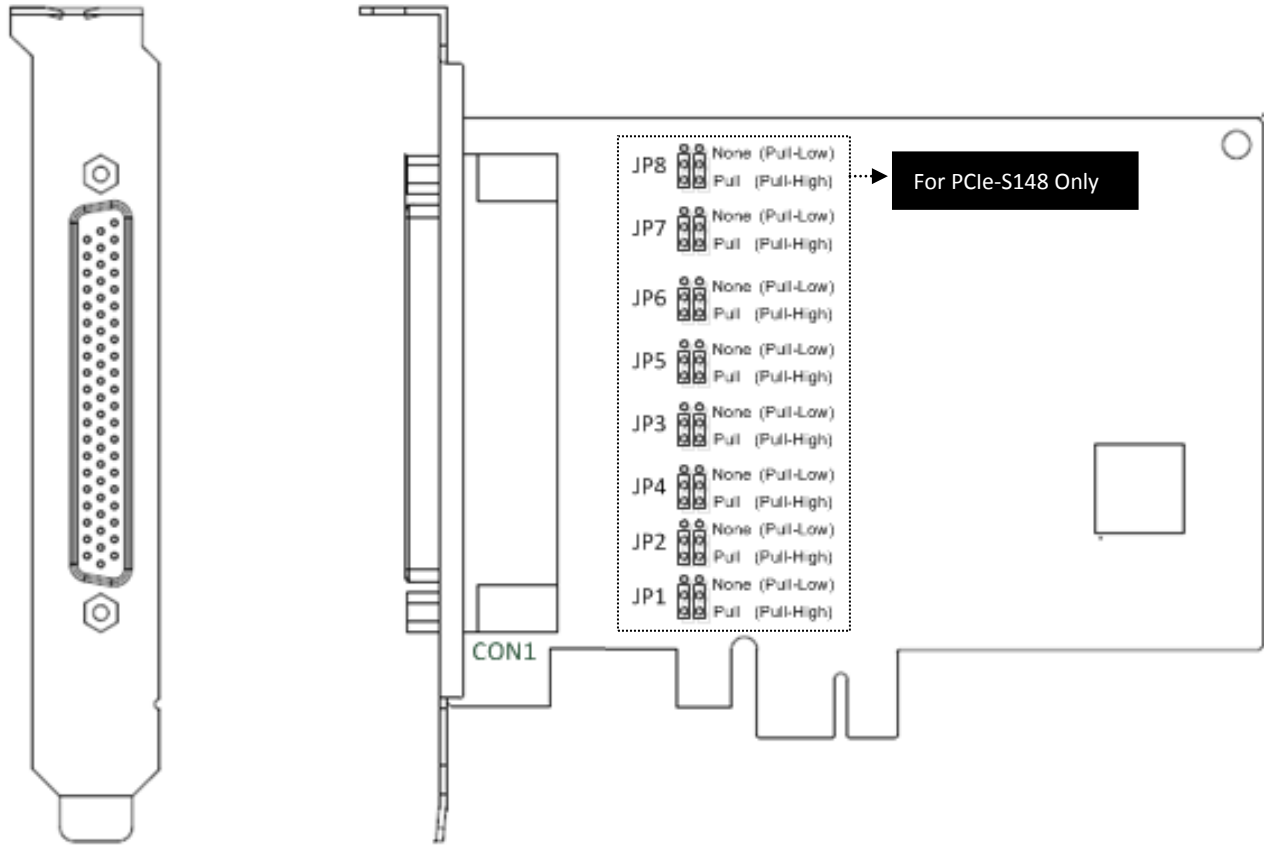 JP8 None (Pull-Low)
Pull (Pull-High)
For PCIe-S148 Only
JP7 None (Pull-Low)
Pull (Pull-High)
JP6 None (Pull-Low)
Pull (Pull-High)
JP5 None (Pull-Low)
Pull (Pull-High)
JP3 None (Pull-Low)
Pull (Pull-High)
JP4 None (Pull-Low)
Pull (Pull-High)
JP2 None (Pull-Low)
Pull (Pull-High)
JP1 None (Pull-Low)
Pull (Pull-High)
CON1